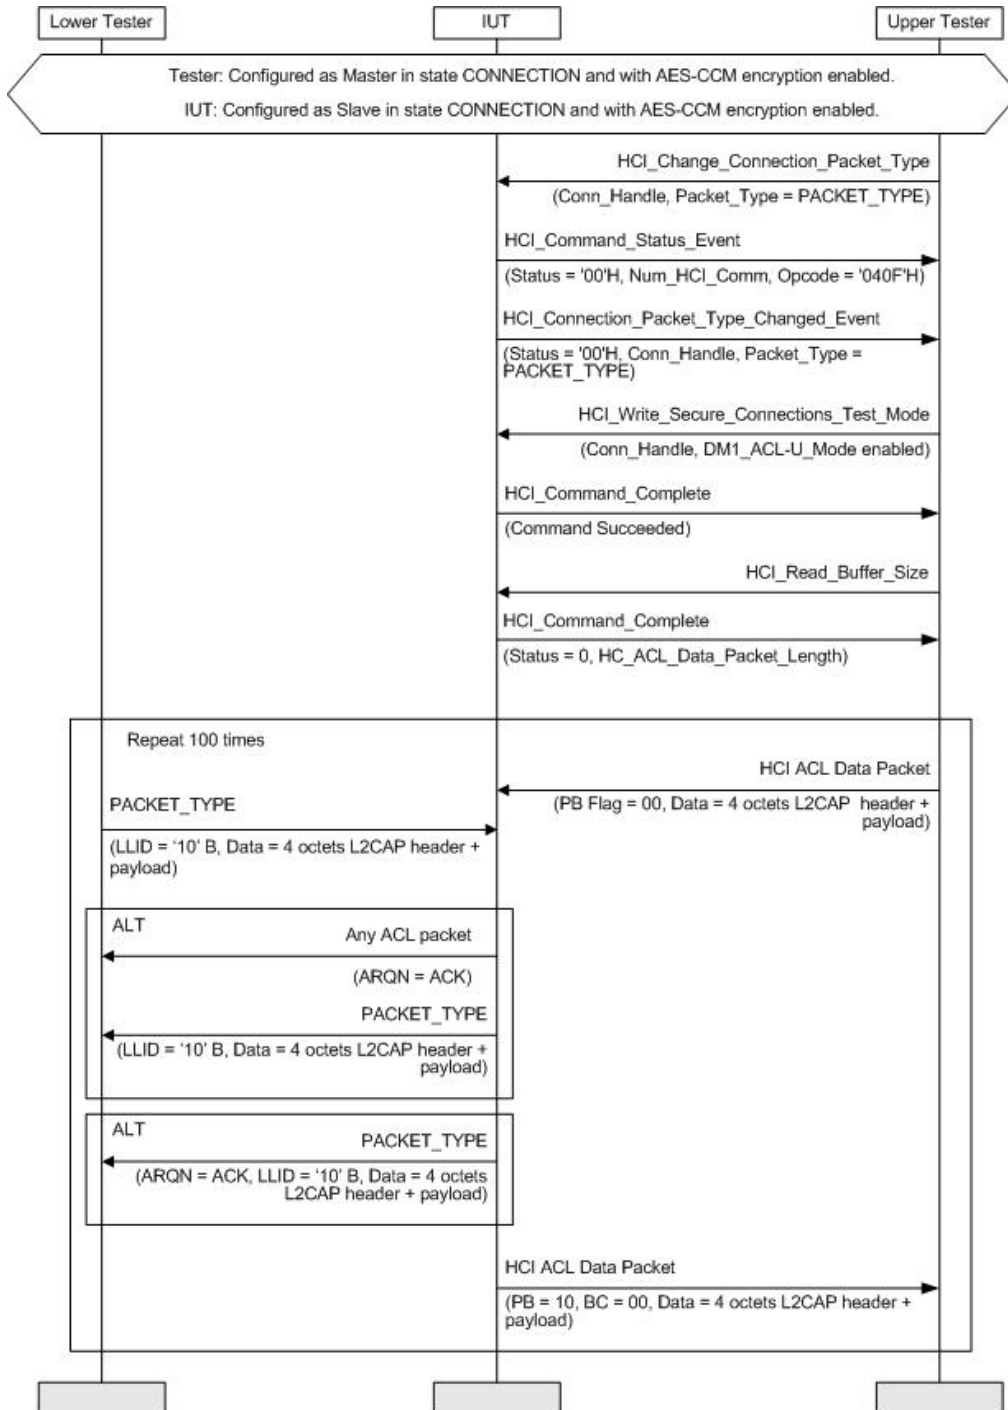 Lower Tester
IUT
Upper Tester
Tester: Configured as Master in state CONNECTION and with AES-CCM encryption enabled.
IUT: Configured as Slave in state CONNECTION and with AES-CCM encryption enabled.
HCI_Change_Connection_Packet_Type
(Conn_Handle, Packet_Type = PACKET_TYPE)
HCI_Command_Status_Event
(Status = '00'H, Num_HCI_Comm, Opcode = '040F'H)
HCI_Connection_Packet_Type_Changed_Event
(Status = '00'H, Conn_Handle, Packet_Type =
PACKET_TYPE)
HCI_Write_Secure_Connections_Test_Mode
(Conn_Handle, DM1_ACL-U_Mode enabled)
HCI_Command_Complete
(Command Succeeded)
HCI_Read_Buffer_Size
HCI_Command_Complete
(Status = 0, HC_ACL_Data_Packet_Length)
Repeat 100 times
HCI ACL Data Packet
(PB Flag = 00, Data = 4 octets L2CAP header +
payload)
PACKET_TYPE
(LLID = ‘10’ B, Data = 4 octets L2CAP header +
payload)
ALT
Any ACL packet
(ARQN = ACK)
PACKET_TYPE
(LLID = ‘10’ B, Data = 4 octets L2CAP header +
payload)
ALT
PACKET_TYPE
(ARQN = ACK, LLID = ‘10’ B, Data = 4 octets
L2CAP header + payload)
HCI ACL Data Packet
(PB = 10, BC = 00, Data = 4 octets L2CAP header +
payload)